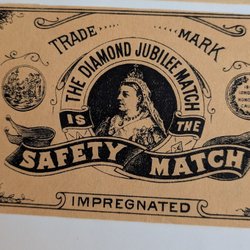 TRADE MARK
THE DIAMOND JUBILEE MATCH
IS THE
SAFETY MATCH
IMPREGNATED